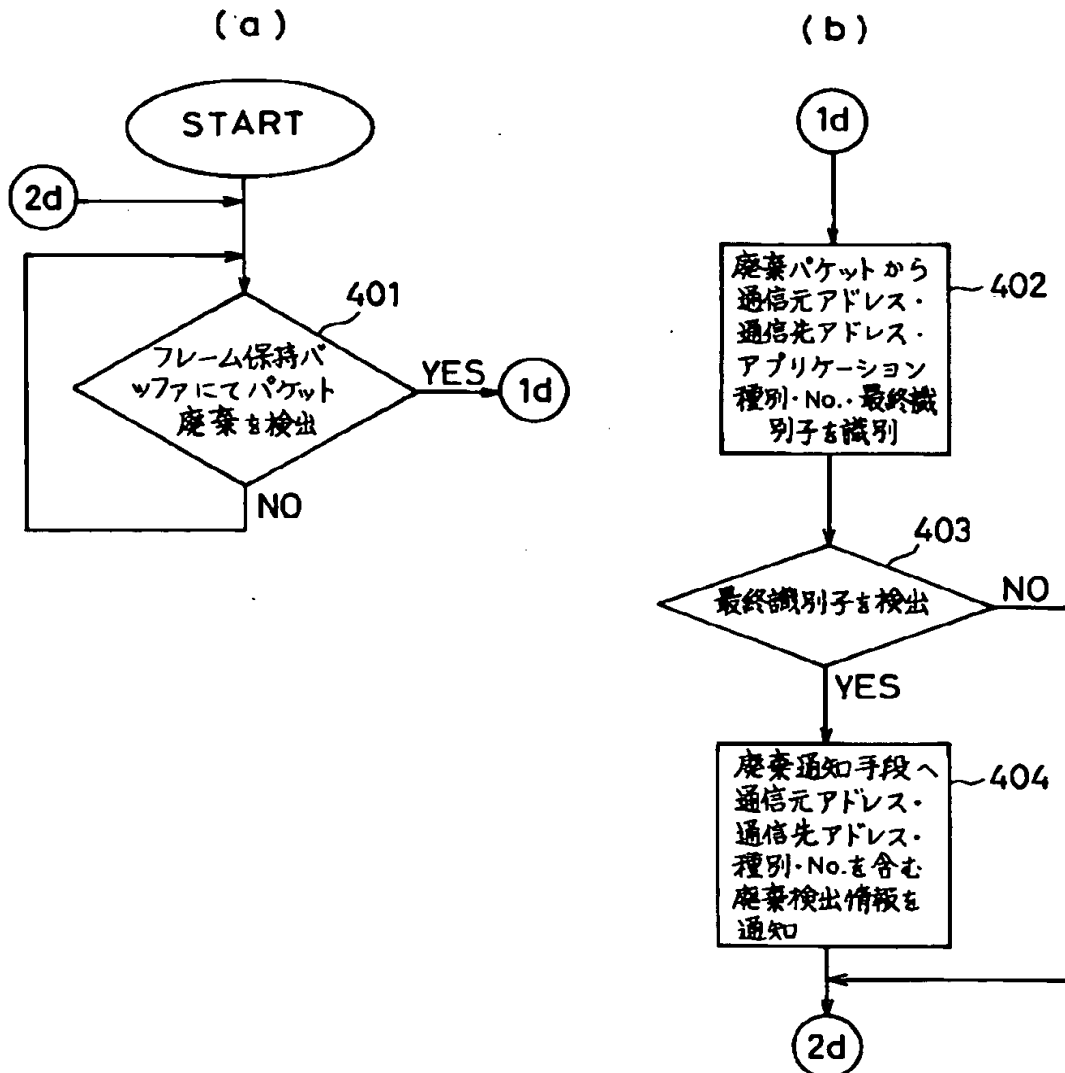 (a)
START
2d
401
フレーム保持バ
ッファにてパケット
廃棄を検出
YES
1d
NO
(b)
1d
廃棄パケットから
通信元アドレス・
通信先アドレス・
アプリケーション
種別・No.・最終識
別子を識別
402
403
最終識別子を検出
NO
YES
廃棄通知手段へ
通信元アドレス・
通信先アドレス・
種別・No.を含む
廃棄検出情報を
通知
404
2d